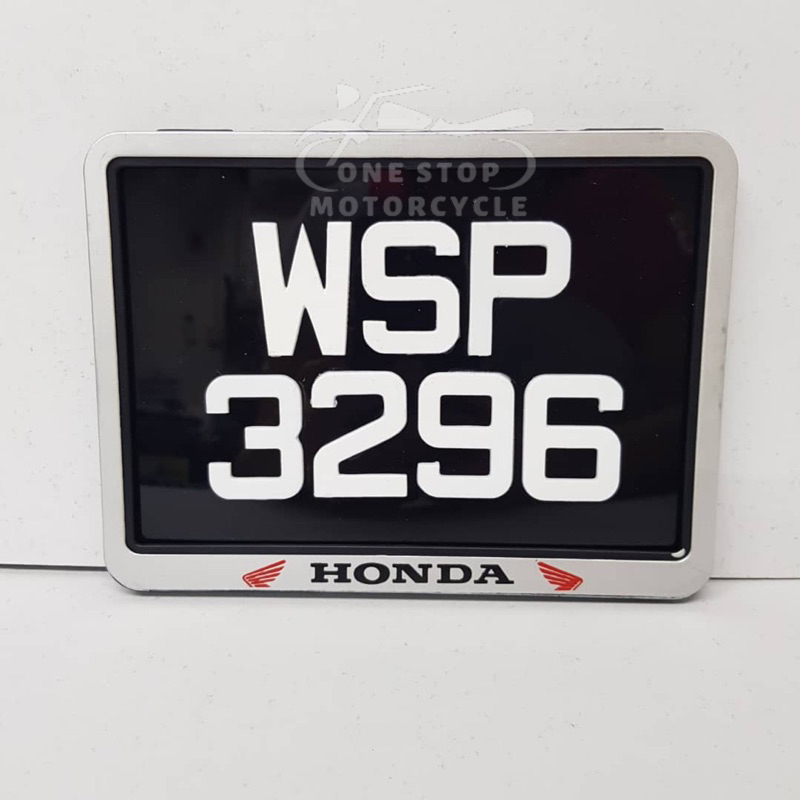 ONE STOP
MOTORCYCLE
WSP
3296
HONDA